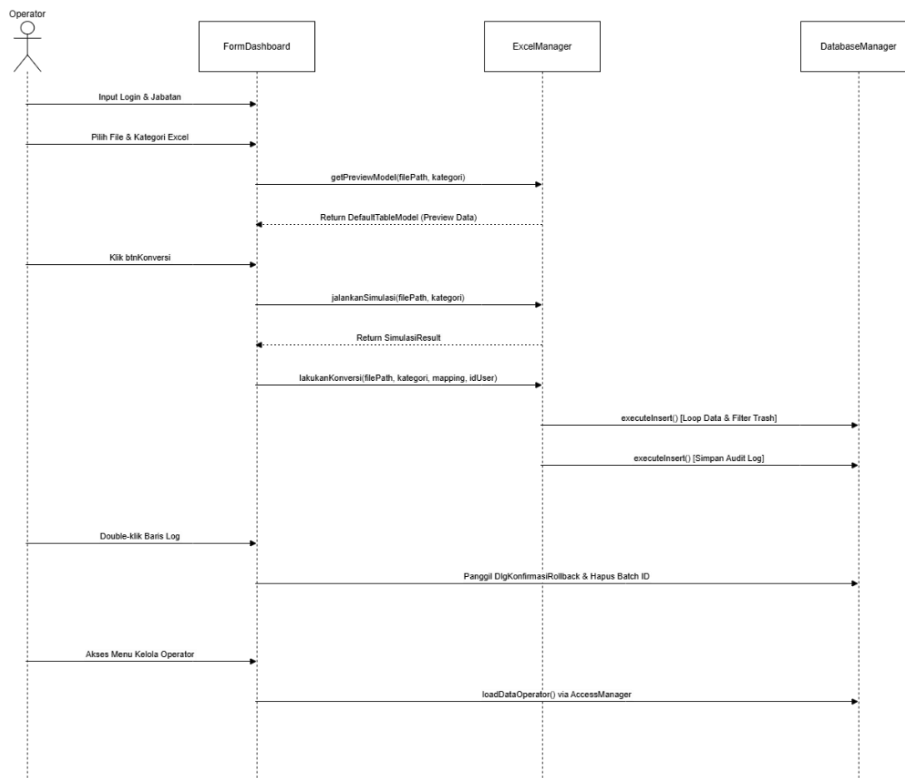 Operator
FormDashboard
ExcelManager
DatabaseManager
Input Login & Jabatan
Pilih File & Kategori Excel
getPreviewModel(filePath, kategori)
Return DefaultTableModel (Preview Data)
Klik btnKonversi
jalankanSimulasi(filePath, kategori)
Return SimulasiResult
lakukanKonversi(filePath, kategori, mapping, idUser)
executeInsert() [Loop Data & Filter Trash]
executeInsert() [Simpan Audit Log]
Double-klik Baris Log
Panggil DlgKonfirmasiRollback & Hapus Batch ID
Akses Menu Kelola Operator
loadDataOperator() via AccessManager